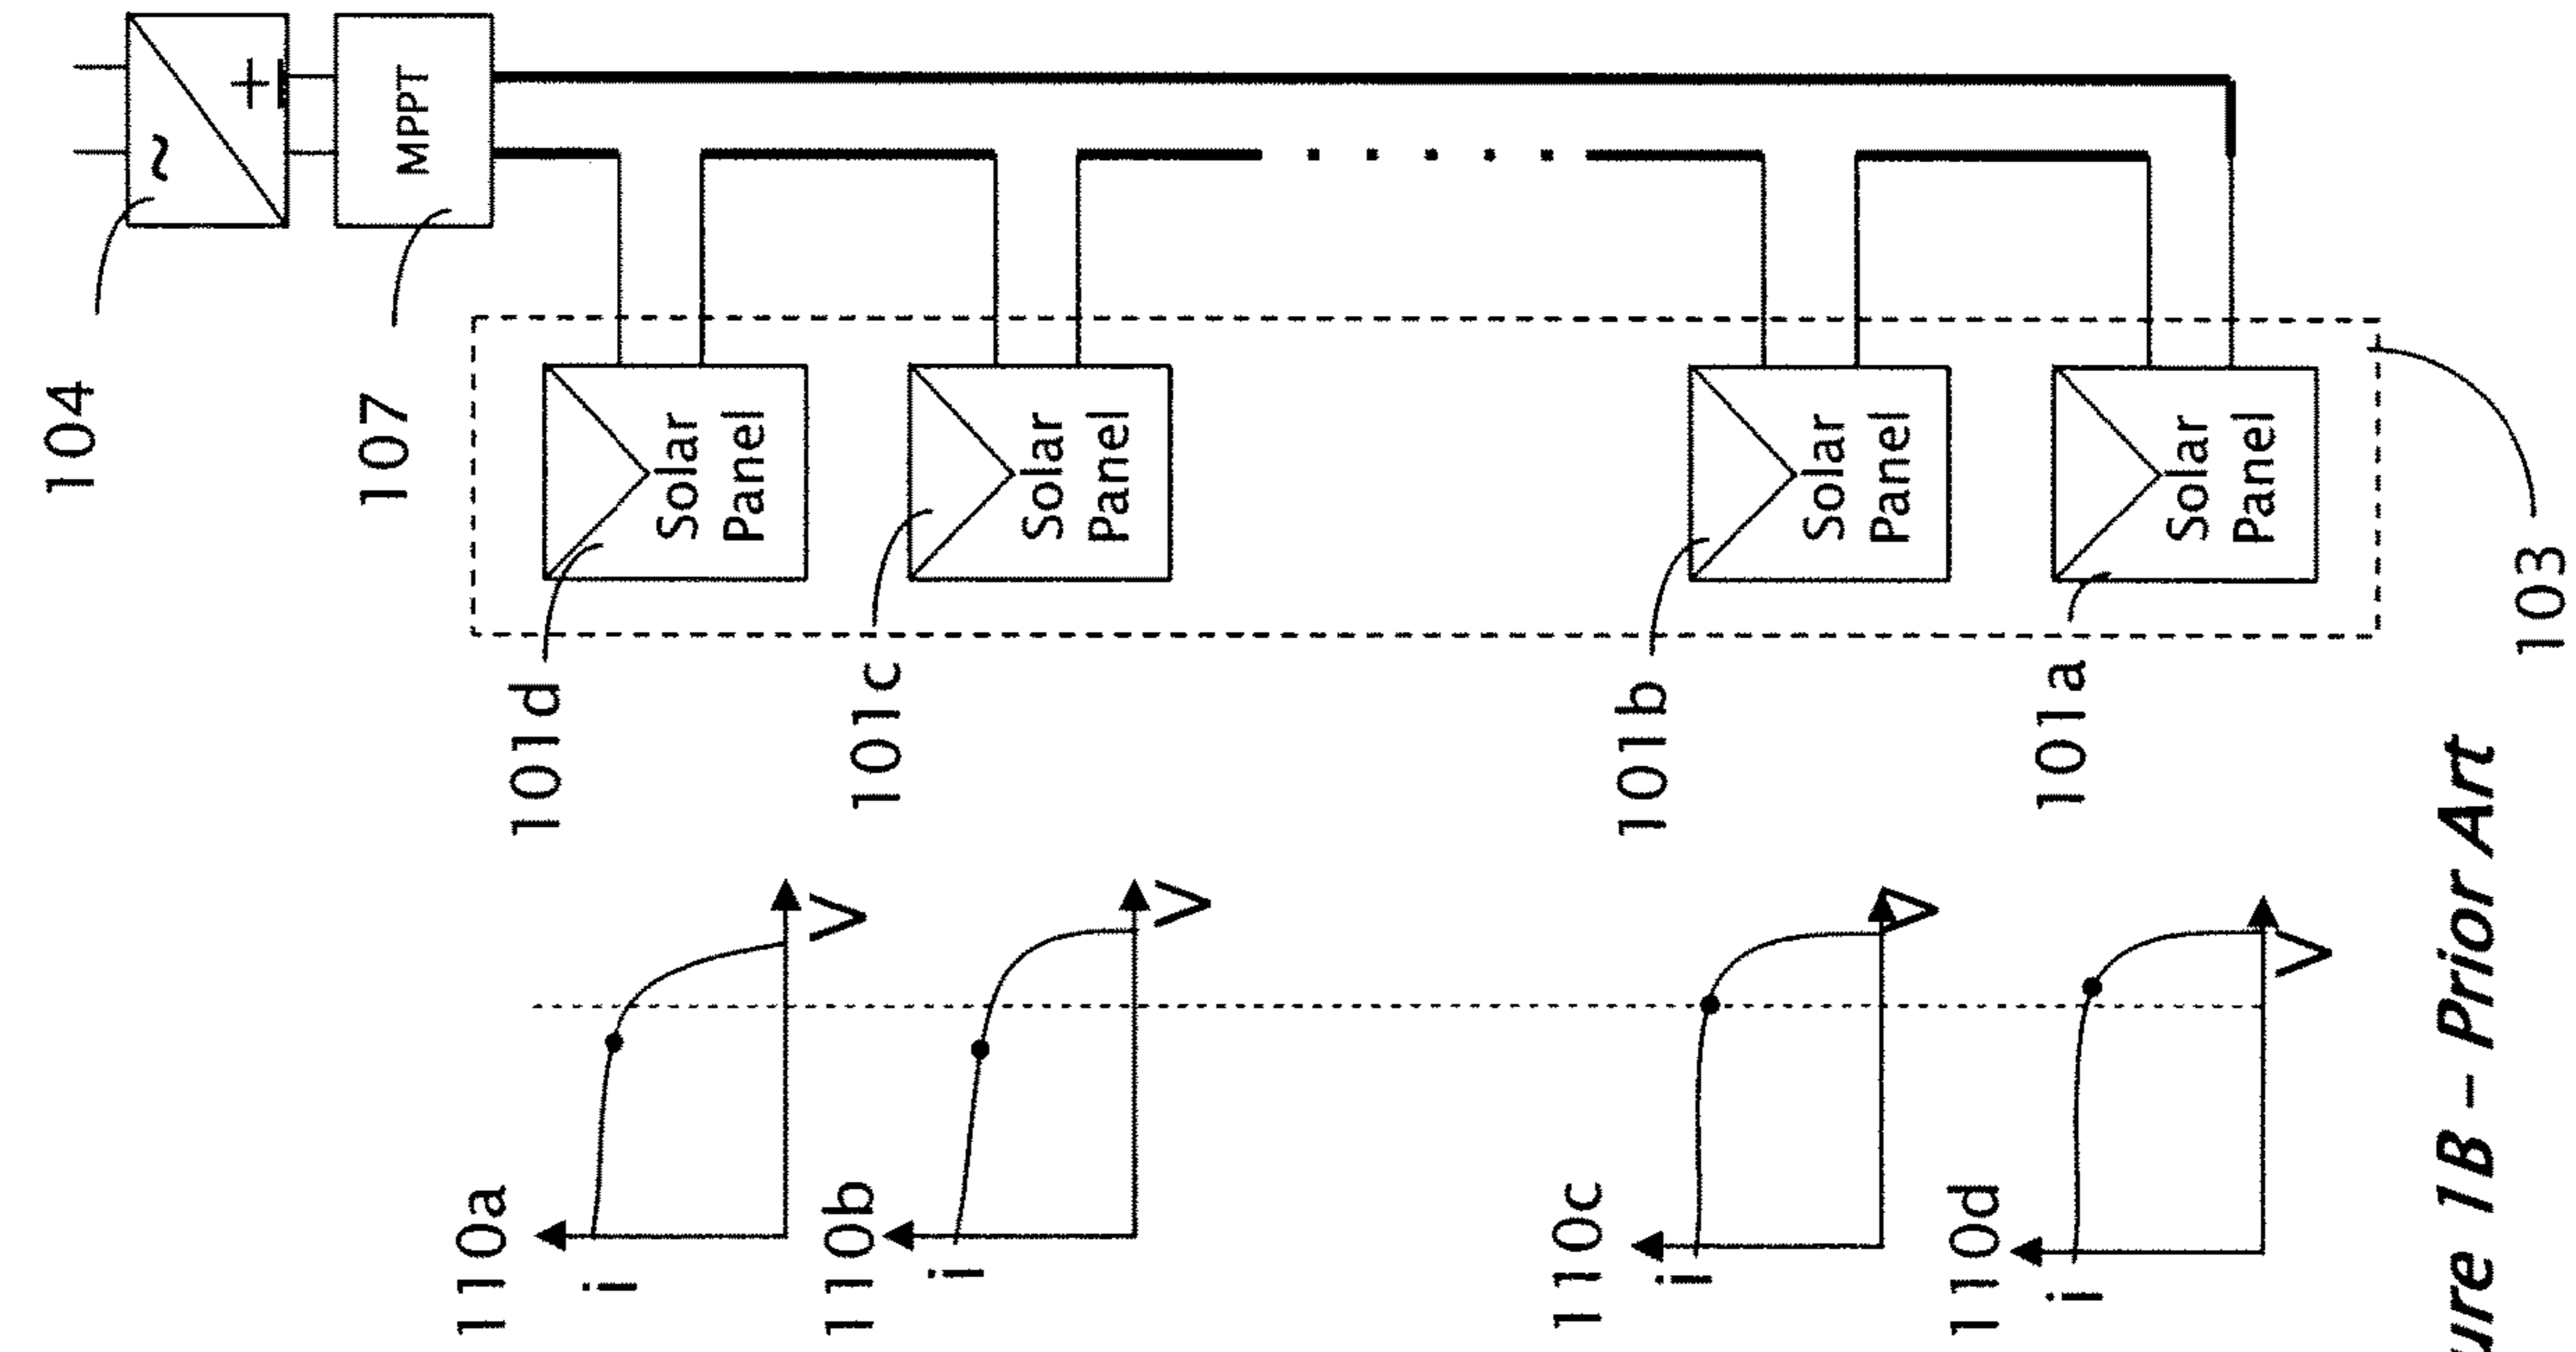 104
~
+
107
MPPT
101d
Solar
Panel
101c
Solar
Panel
101b
Solar
Panel
101a
Solar
Panel
103
110a
i
V
110b
i
V
110c
i
V
110d
i
V
1B – Prior Art